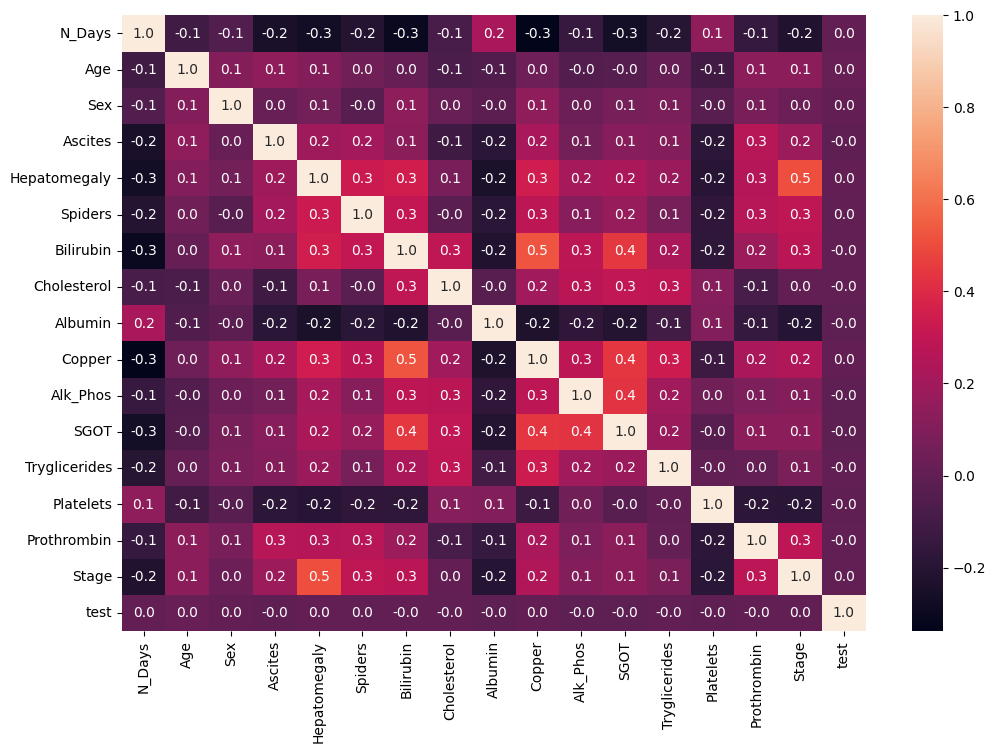 N_Days 1.0 -0.1 -0.1 -0.2 -0.3 -0.2 -0.3 -0.1 0.2 -0.3 -0.1 -0.3 -0.2 0.1 -0.1 -0.2 0.0
Age -0.1 1.0 0.1 0.1 0.1 0.0 0.0 -0.1 -0.1 0.0 -0.0 -0.0 0.0 -0.1 0.1 0.1 0.0
Sex -0.1 0.1 1.0 0.0 0.1 -0.0 0.1 0.0 -0.0 0.1 0.0 0.1 0.1 -0.0 0.1 0.0 0.0
Ascites -0.2 0.1 0.0 1.0 0.2 0.2 0.1 -0.1 -0.2 0.2 0.1 0.1 0.1 -0.2 0.3 0.2 -0.0
Hepatomegaly -0.3 0.1 0.1 0.2 1.0 0.3 0.3 0.1 -0.2 0.3 0.2 0.2 0.2 -0.2 0.3 0.5 0.0
Spiders -0.2 0.0 -0.0 0.2 0.3 1.0 0.3 -0.0 -0.2 0.3 0.1 0.2 0.1 -0.2 0.3 0.3 0.0
Bilirubin -0.3 0.0 0.1 0.1 0.3 0.3 1.0 0.3 -0.2 0.5 0.3 0.4 0.2 -0.2 0.2 0.3 -0.0
Cholesterol -0.1 -0.1 0.0 -0.1 0.1 -0.0 0.3 1.0 -0.0 0.2 0.3 0.3 0.3 0.1 -0.1 0.0 -0.0
Albumin 0.2 -0.1 -0.0 -0.2 -0.2 -0.2 -0.2 -0.0 1.0 -0.2 -0.2 -0.2 -0.1 0.1 -0.1 -0.2 -0.0
Copper -0.3 0.0 0.1 0.2 0.3 0.3 0.5 0.2 -0.2 1.0 0.3 0.4 0.3 -0.1 0.2 0.2 0.0
Alk_Phos -0.1 -0.0 0.0 0.1 0.2 0.1 0.3 0.3 -0.2 0.3 1.0 0.4 0.2 0.0 0.1 0.1 -0.0
SGOT -0.3 -0.0 0.1 0.1 0.2 0.2 0.4 0.3 -0.2 0.4 0.4 1.0 0.2 -0.0 0.1 0.1 -0.0
Tryglicerides -0.2 0.0 0.1 0.1 0.2 0.1 0.2 0.3 -0.1 0.3 0.2 0.2 1.0 -0.0 0.0 0.1 -0.0
Platelets 0.1 -0.1 -0.0 -0.2 -0.2 -0.2 -0.2 0.1 0.1 -0.1 0.0 -0.0 -0.0 1.0 -0.2 -0.2 -0.0
Prothrombin -0.1 0.1 0.1 0.3 0.3 0.3 0.2 -0.1 -0.1 0.2 0.1 0.1 0.0 -0.2 1.0 0.3 -0.0
Stage -0.2 0.1 0.0 0.2 0.5 0.3 0.3 0.0 -0.2 0.2 0.1 0.1 0.1 -0.2 0.3 1.0 0.0
test 0.0 0.0 0.0 -0.0 0.0 0.0 -0.0 -0.0 -0.0 0.0 -0.0 -0.0 -0.0 -0.0 -0.0 0.0 1.0
N_Days Age Sex Ascites Hepatomegaly Spiders Bilirubin Cholesterol Albumin Copper Alk_Phos SGOT Tryglicerides Platelets Prothrombin Stage test
1.0
0.8
0.6
0.4
0.2
0.0
−0.2